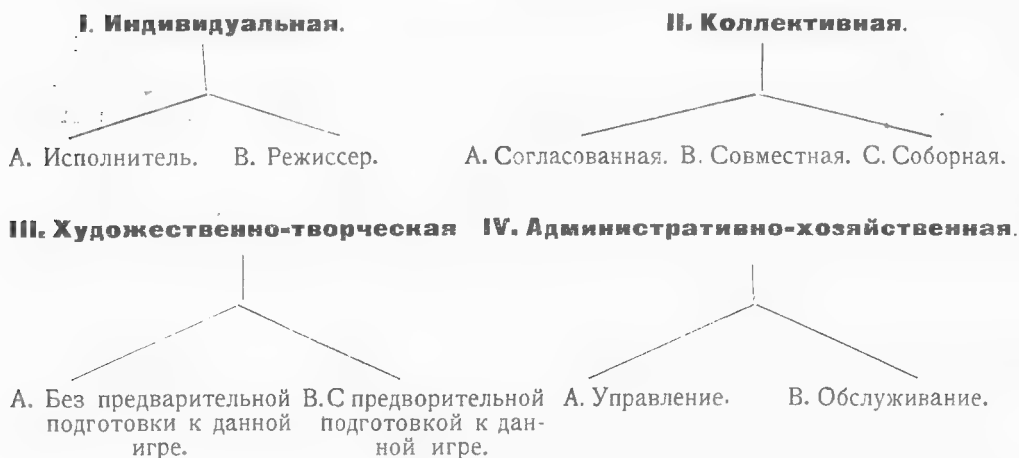 I. Индивидуальная.
II. Коллективная.
A. Исполнитель. B. Режиссер.
A. Согласованная. B. Совместная. C. Соборная.
III. Художественно-творческая
IV. Административно-хозяйственная.
A. Без предварительной
подготовки к данной
игре.
B. С предворительной
подготовкой к дан-
ной игре.
A. Управление. B. Обслуживание.